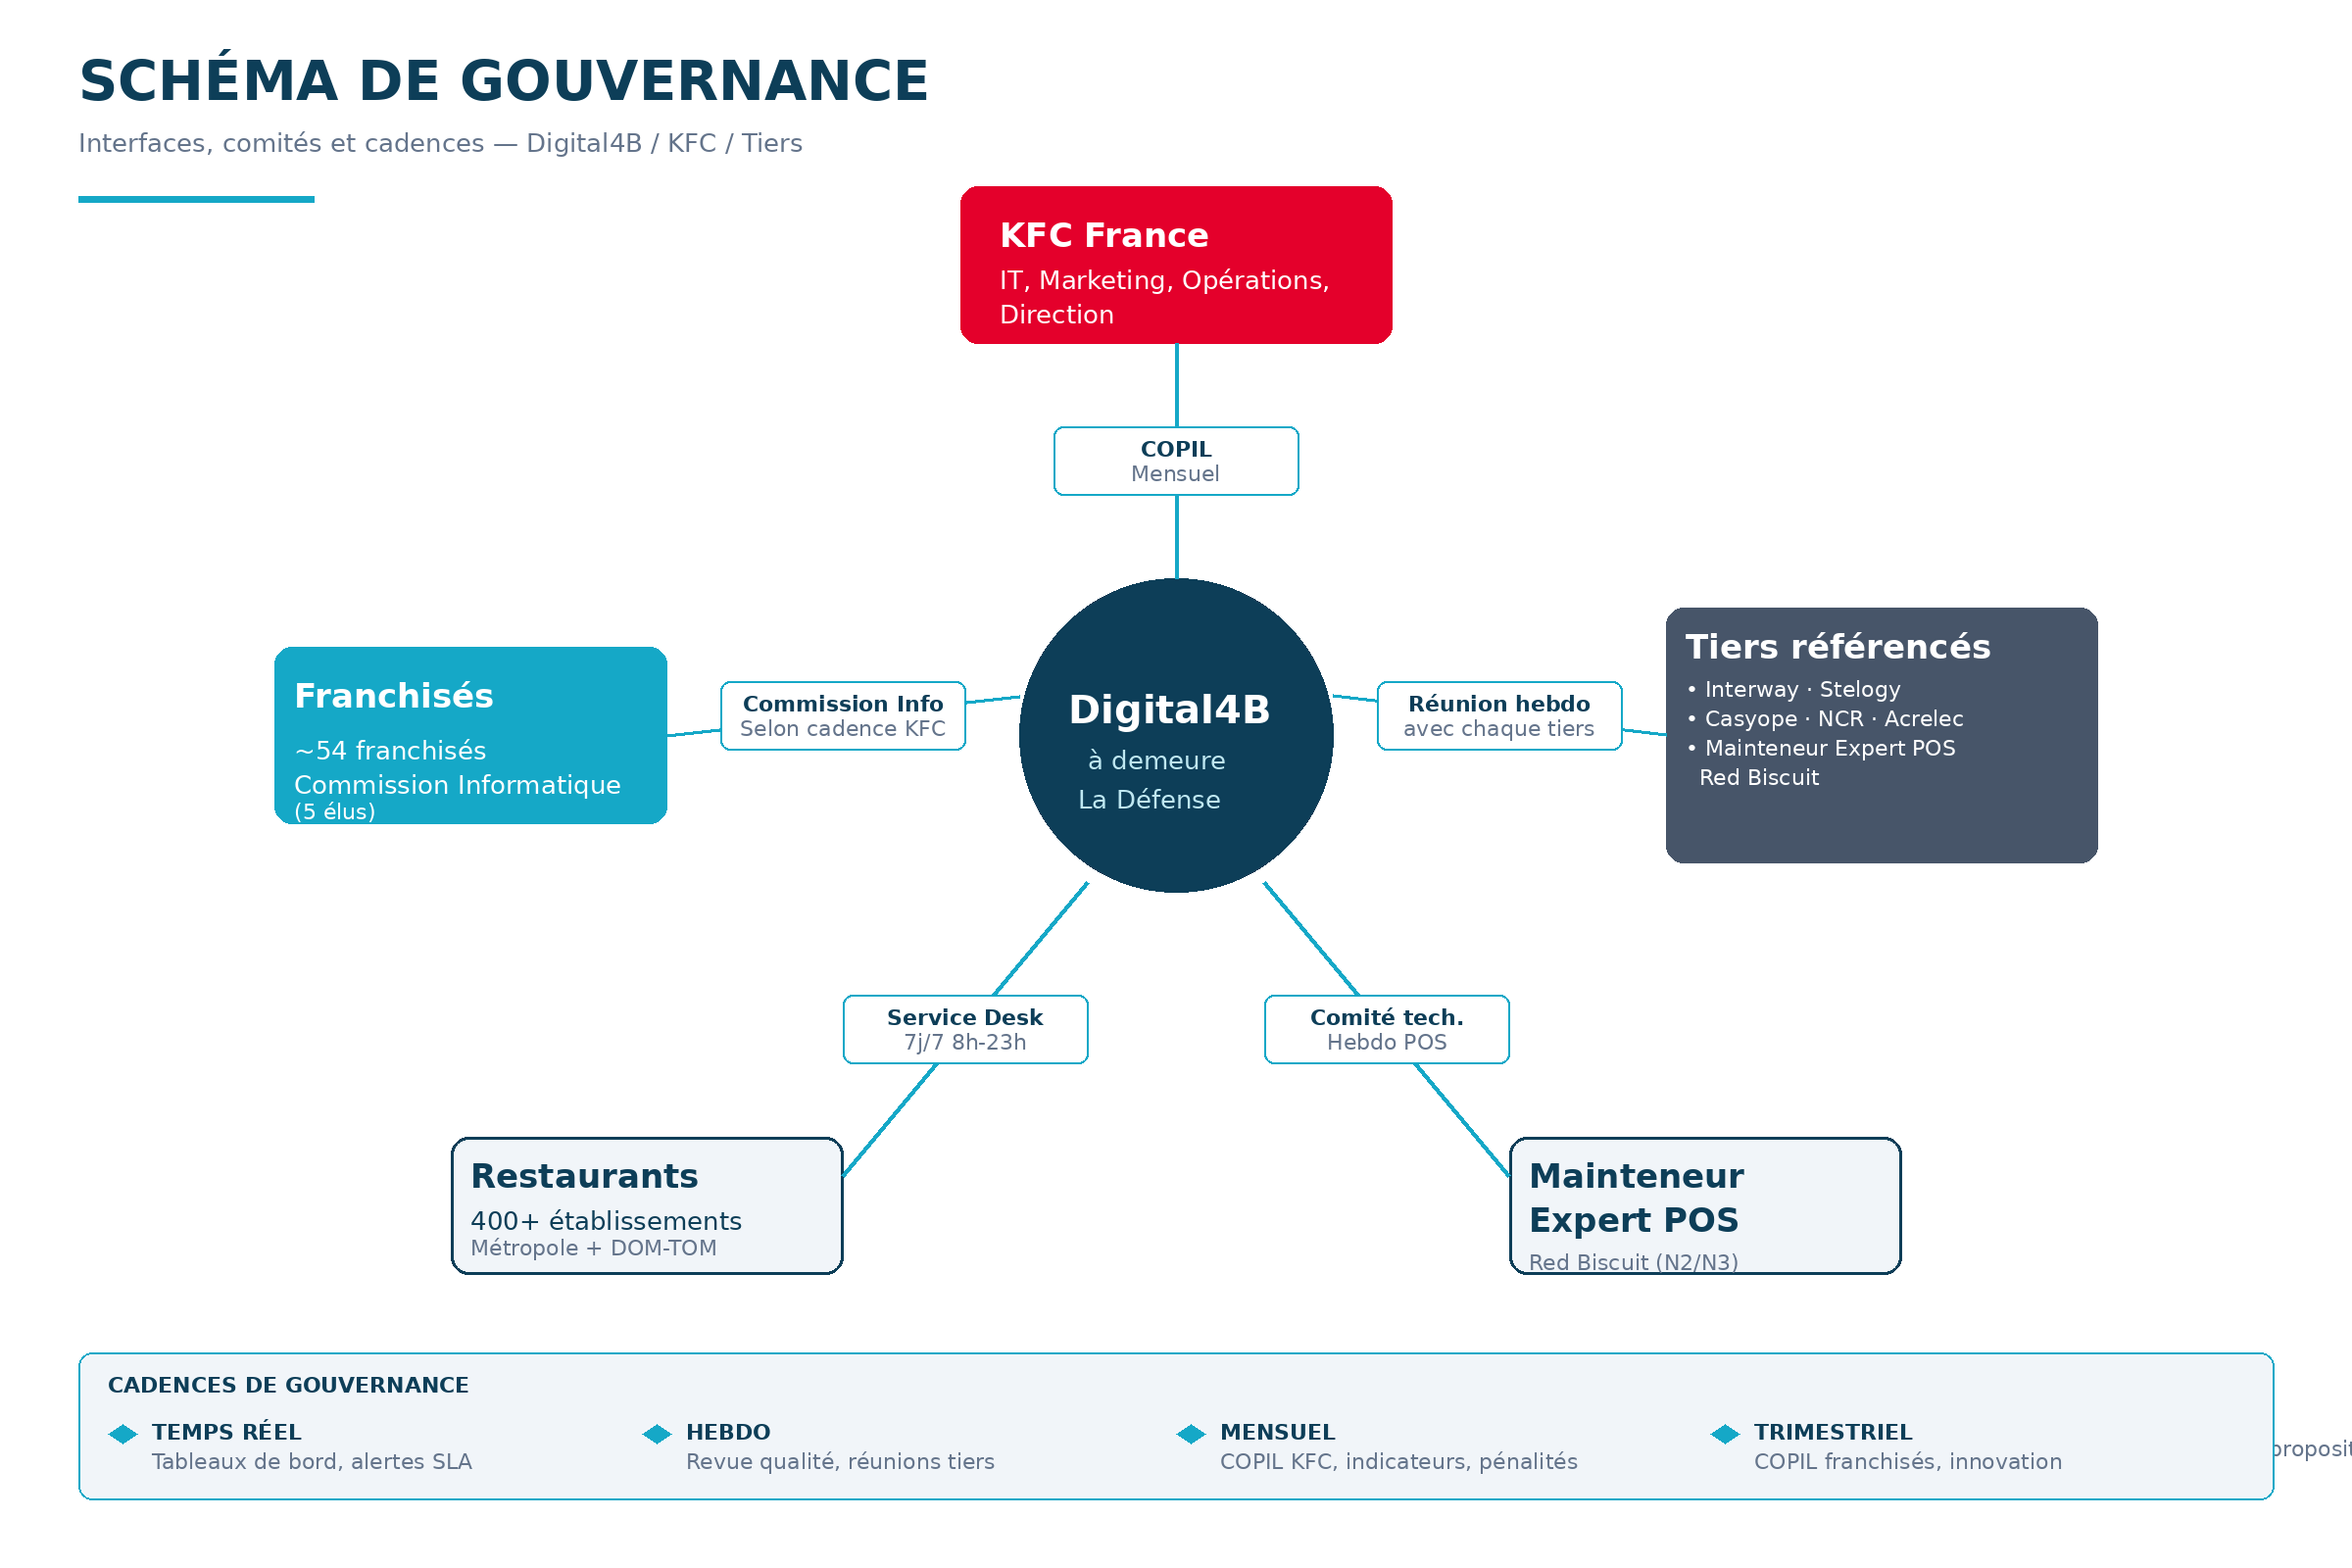 SCHÉMA DE GOUVERNANCE
Interfaces, comités et cadences — Digital4B / KFC / Tiers
KFC France
IT, Marketing, Opérations,
Direction
COPIL
Mensuel
Franchisés
~54 franchisés
Commission Informatique
(5 élus)
Commission Info
Selon cadence KFC
Digital4B
à demeure
La Défense
Réunion hebdo
avec chaque tiers
Tiers référencés
• Interway · Stelogy
• Casyope · NCR · Acrelec
• Mainteneur Expert POS
Red Biscuit
Service Desk
7j/7 8h-23h
Comité tech.
Hebdo POS
Restaurants
400+ établissements
Métropole + DOM-TOM
Mainteneur
Expert POS
Red Biscuit (N2/N3)
CADENCES DE GOUVERNANCE
TEMPS RÉEL
Tableaux de bord, alertes SLA
HEBDO
Revue qualité, réunions tiers
MENSUEL
COPIL KFC, indicateurs, pénalités
TRIMESTRIEL
COPIL franchisés, innovation